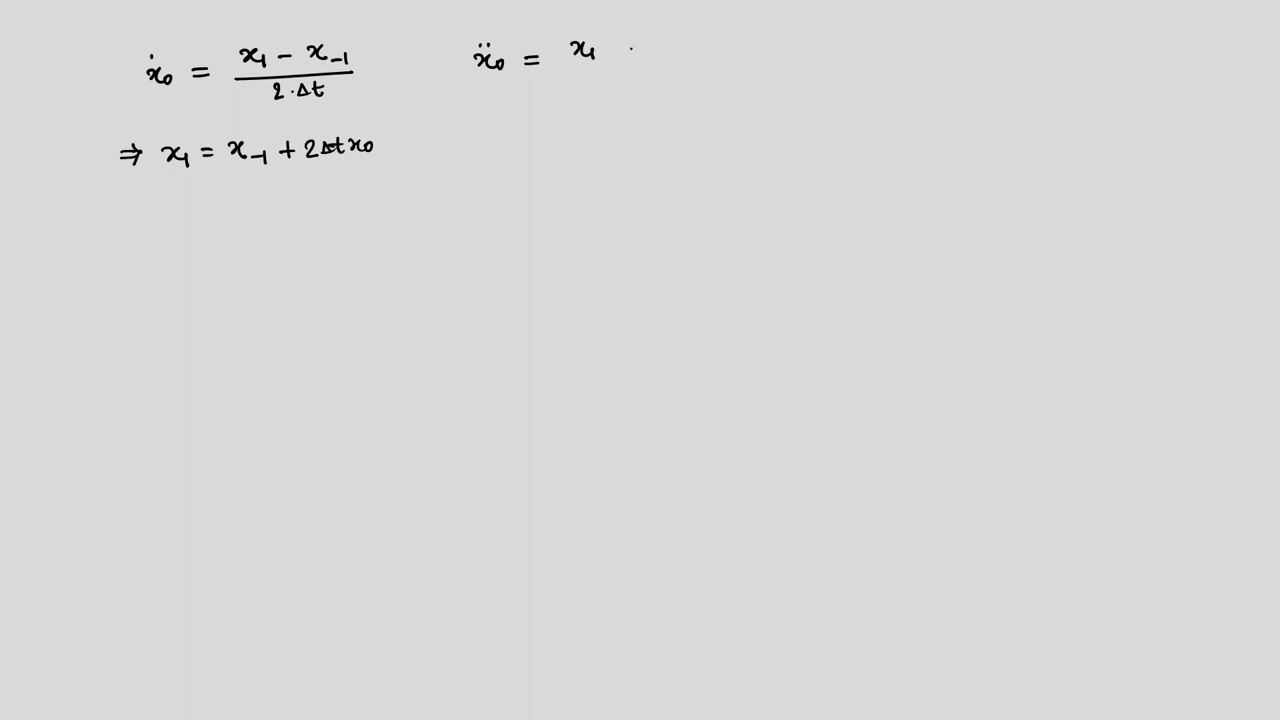 ẋ₀ = (x₁ − x₋₁) / (2·Δt)
ẍ₀ = x₁
⇒ x₁ = x₋₁ + 2Δt x₀